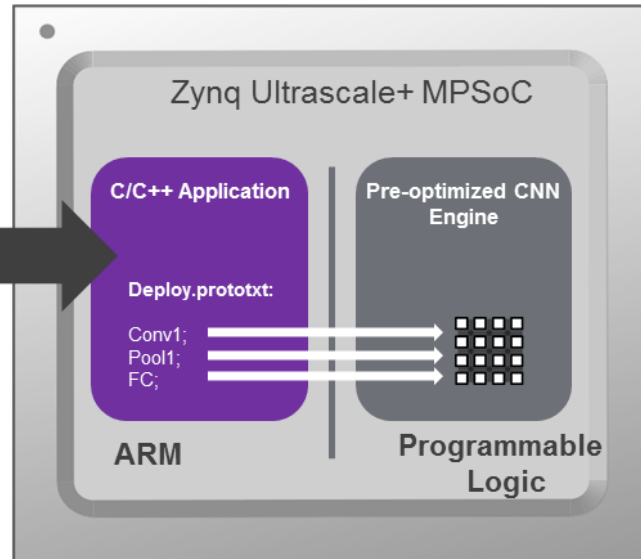 Zynq Ultrascale+ MPSoC
C/C++ Application
Deploy.prototxt:
Conv1;
Pool1;
FC;
ARM
Pre-optimized CNN
Engine
Programmable
Logic